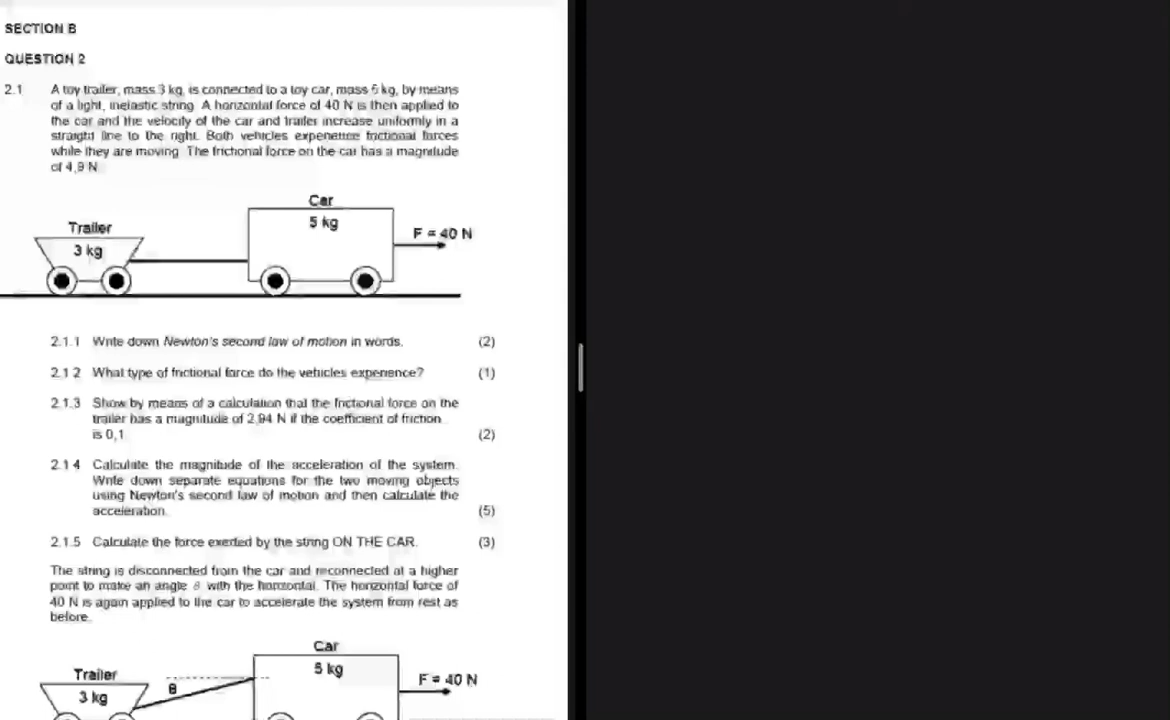 SECTION B
QUESTION 2
2.1 A toy trailer, mass 3 kg, is connected to a toy car, mass 5 kg, by means
of a light, inelastic string. A horizontal force of 40 N is then applied to
the car and the velocity of the car and trailer increase uniformly in a
straight line to the right. Both vehicles experience frictional forces
while they are moving. The frictional force on the car has a magnitude
of 4,9 N.
Car
5 kg
Trailer
3 kg
F = 40 N
2.1.1 Write down Newton's second law of motion in words. (2)
2.1.2 What type of frictional force do the vehicles experience? (1)
2.1.3 Show by means of a calculation that the frictional force on the
trailer has a magnitude of 2,94 N if the coefficient of friction
is 0,1 (2)
2.1.4 Calculate the magnitude of the acceleration of the system.
Write down separate equations for the two moving objects
using Newton's second law of motion and then calculate the
acceleration. (5)
2.1.5 Calculate the force exerted by the string ON THE CAR. (3)
The string is disconnected from the car and reconnected at a higher
point to make an angle θ with the horizontal. The horizontal force of
40 N is again applied to the car to accelerate the system from rest as
before.
Car
5 kg
Trailer
3 kg
θ
F = 40 N